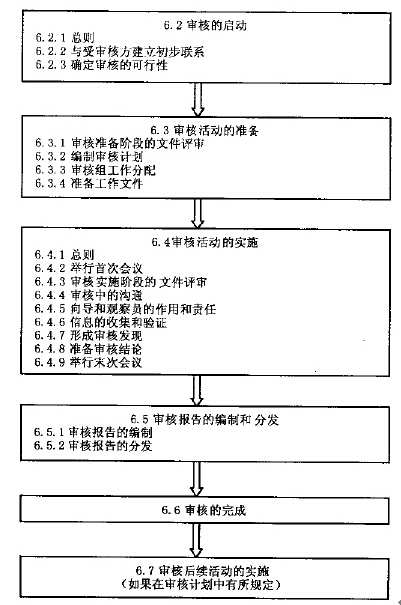 6.2 审核的启动
6.2.1 总则
6.2.2 与受审核方建立初步联系
6.2.3 确定审核的可行性
6.3 审核活动的准备
6.3.1 审核准备阶段的文件评审
6.3.2 编制审核计划
6.3.3 审核组工作分配
6.3.4 准备工作文件
6.4审核活动的实施
6.4.1 总则
6.4.2 举行首次会议
6.4.3 审核实施阶段的文件评审
6.4.4 审核中的沟通
6.4.5 向导和观察员的作用和责任
6.4.6 信息的收集和验证
6.4.7 形成审核发现
6.4.8 准备审核结论
6.4.9 举行末次会议
6.5 审核报告的编制和分发
6.5.1 审核报告的编制
6.5.2 审核报告的分发
6.6 审核的完成
6.7 审核后续活动的实施
(如果在审核计划中有所规定)